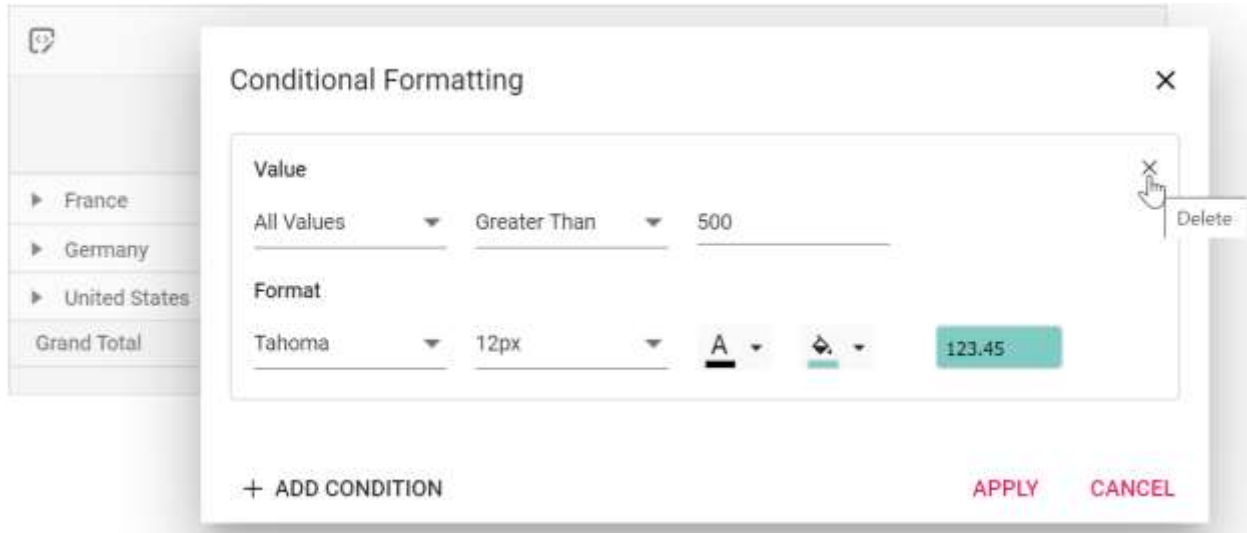 Conditional Formatting
Value
All Values Greater Than 500
Delete
Format
Tahoma 12px A 123.45
ADD CONDITION APPLY CANCEL
France
Germany
United States
Grand Total